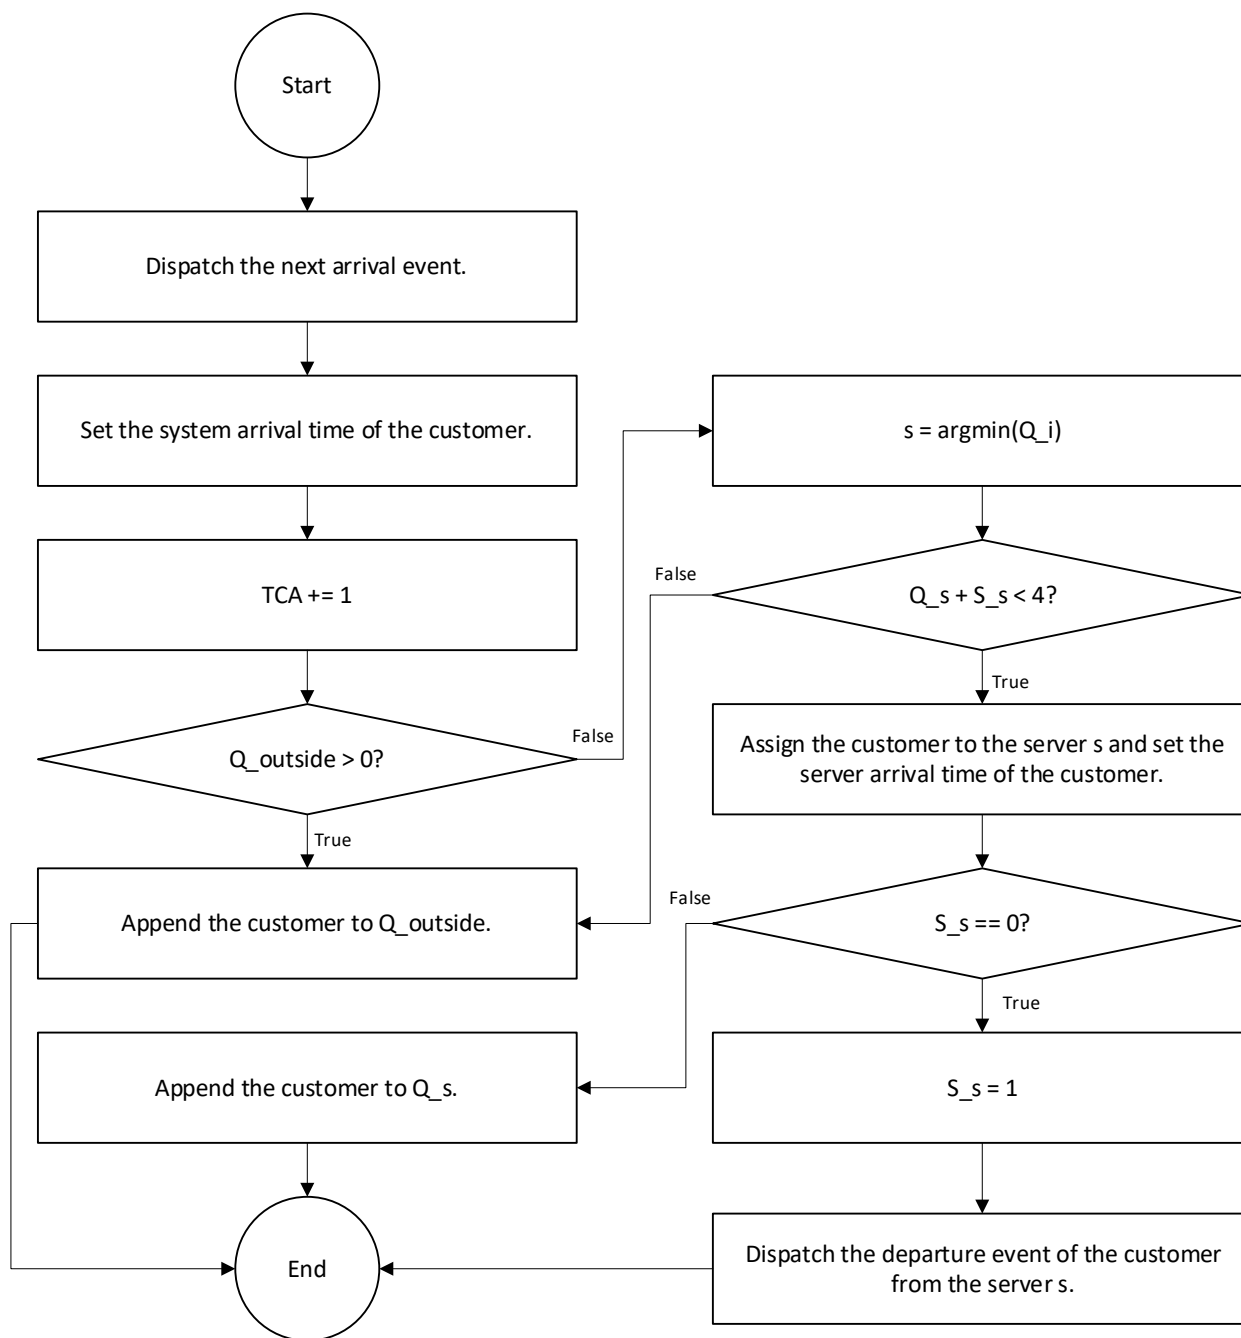 Start
Dispatch the next arrival event.
Set the system arrival time of the customer.
TCA += 1
Q_outside > 0?
False
True
Append the customer to Q_outside.
s = argmin(Q_i)
Q_s + S_s < 4?
False
True
Assign the customer to the server s and set the
server arrival time of the customer.
S_s == 0?
False
True
Append the customer to Q_s.
S_s = 1
Dispatch the departure event of the customer
from the server s.
End